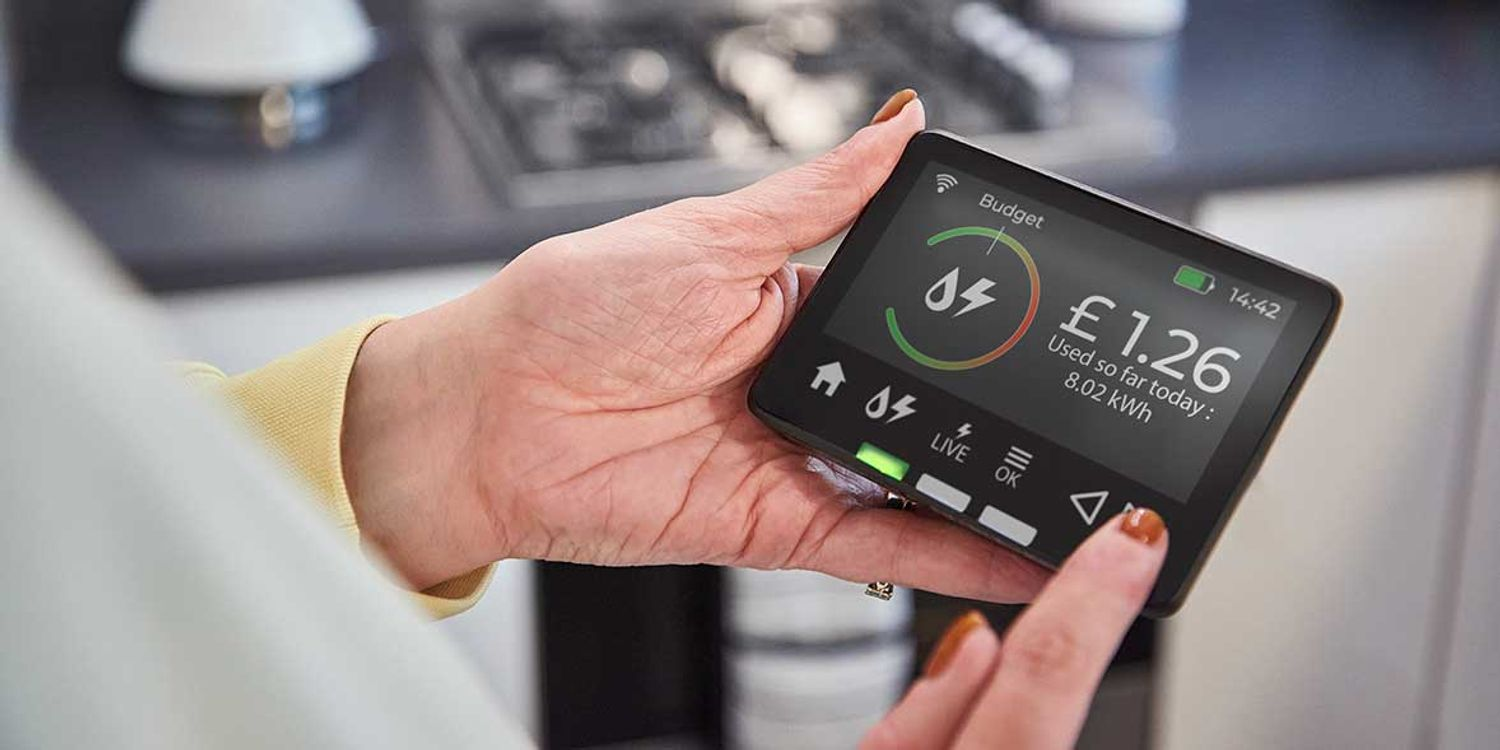 Budget
14:42
£1.26
Used so far today:
8.02 kWh
LIVE
OK